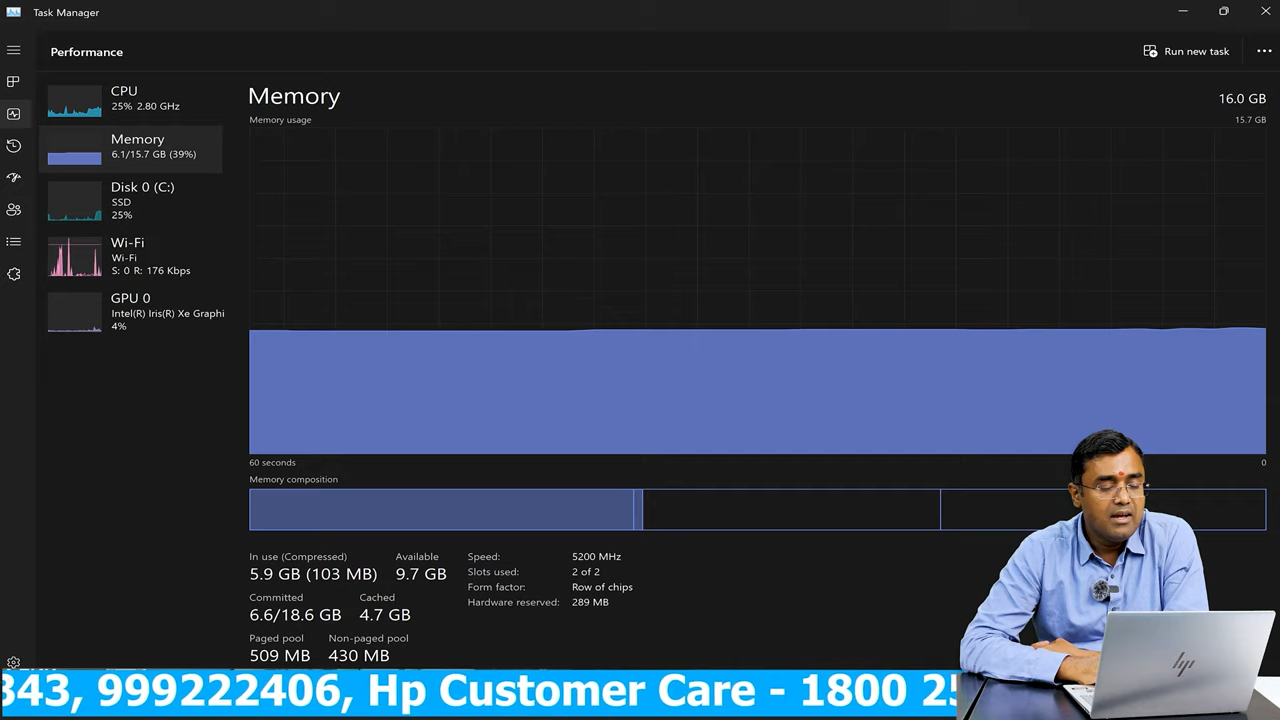 Task Manager
Performance
Run new task
CPU
25% 2.80 GHz
Memory
6.1/15.7 GB (39%)
Disk 0 (C:)
SSD
25%
Wi-Fi
Wi-Fi
S: 0 R: 176 Kbps
GPU 0
Intel(R) Iris(R) Xe Graphi
4%
Memory
16.0 GB
Memory usage
15.7 GB
60 seconds
0
Memory composition
In use (Compressed)
5.9 GB (103 MB)
Available
9.7 GB
Committed
6.6/18.6 GB
Cached
4.7 GB
Paged pool
509 MB
Non-paged pool
430 MB
Speed: 5200 MHz
Slots used: 2 of 2
Form factor: Row of chips
Hardware reserved: 289 MB
343, 999222406, Hp Customer Care - 1800 25
hp